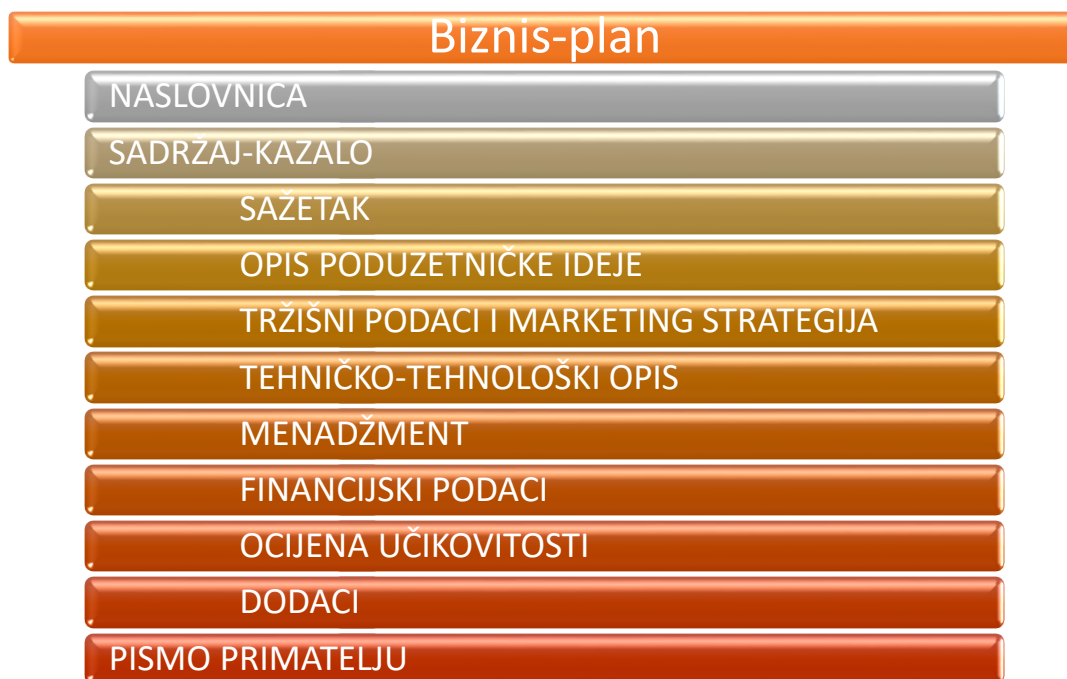 Biznis-plan
NASLOVNICA
SADRŽAJ-KAZALO
SAŽETAK
OPIS PODUZETNIČKE IDEJE
TRŽIŠNI PODACI I MARKETING STRATEGIJA
TEHNIČKO-TEHNOLOŠKI OPIS
MENADŽMENT
FINANCIJSKI PODACI
OCIJENA UČIKOVITOSTI
DODACI
PISMO PRIMATELJU